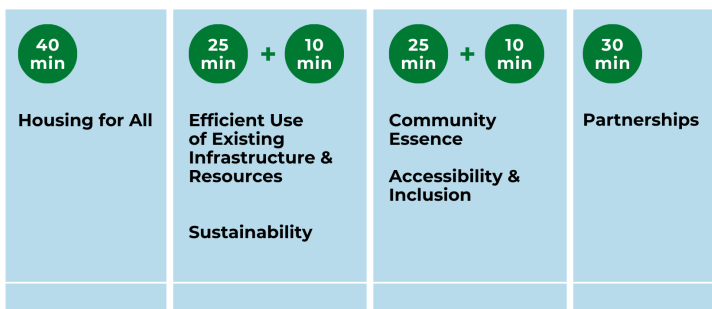 40
min
25
min
+
10
min
25
min
+
10
min
30
min
Housing for All
Efficient Use
of Existing
Infrastructure &
Resources
Sustainability
Community
Essence
Accessibility &
Inclusion
Partnerships